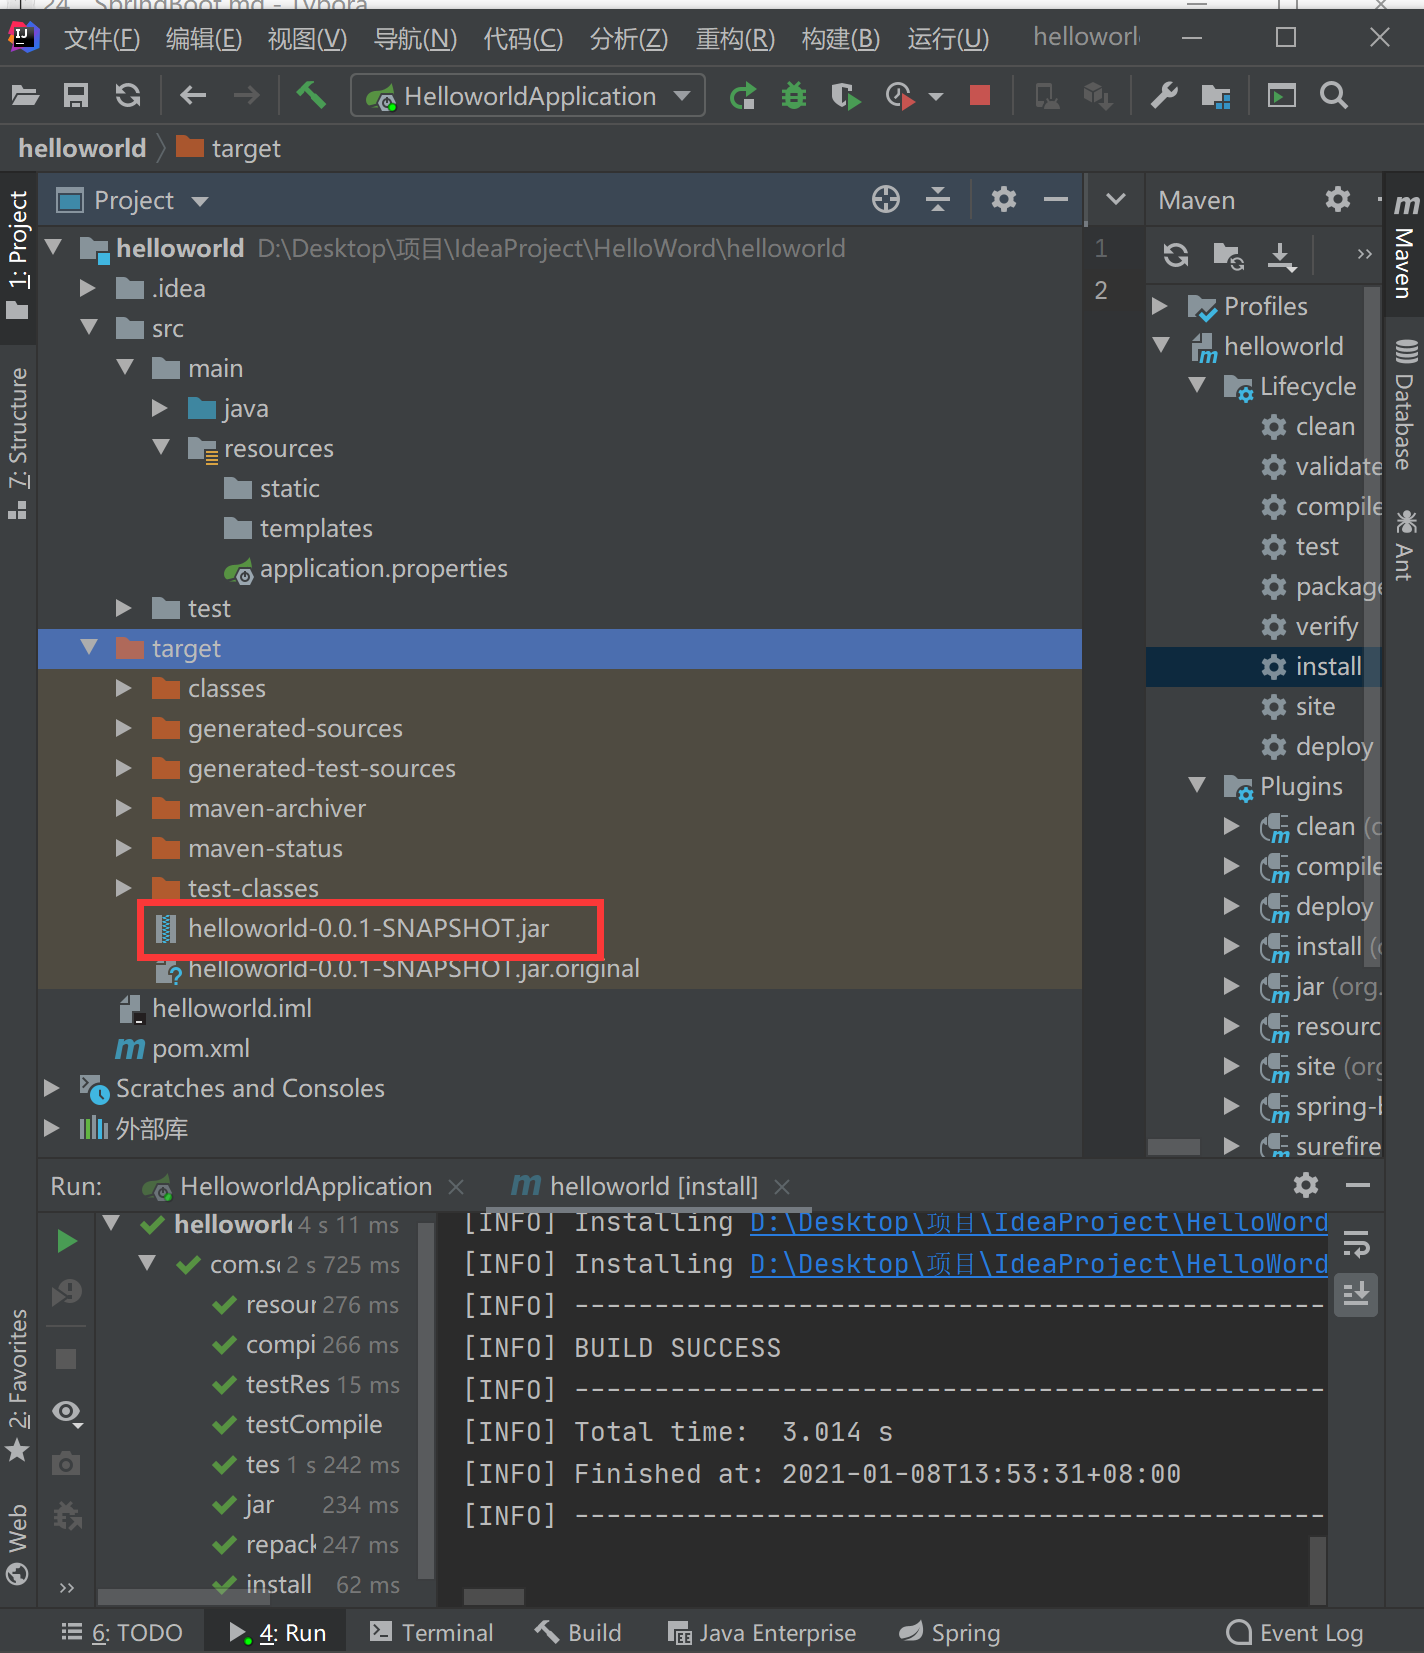 24、SpringBoot.md - Typora
文件(F) 编辑(E) 视图(V) 导航(N) 代码(C) 分析(Z) 重构(R) 构建(B) 运行(U) helloworl
HelloworldApplication
helloworld target
Project
Maven
1: Project
7: Structure
2: Favorites
Web
Maven
Database
Ant
helloworld D:\Desktop\项目\IdeaProject\HelloWord\helloworld
.idea
src
main
java
resources
static
templates
application.properties
test
target
classes
generated-sources
generated-test-sources
maven-archiver
maven-status
test-classes
helloworld-0.0.1-SNAPSHOT.jar
helloworld-0.0.1-SNAPSHOT.jar.original
helloworld.iml
pom.xml
Scratches and Consoles
外部库
1
2
Profiles
helloworld
Lifecycle
clean
validate
compile
test
package
verify
install
site
deploy
Plugins
clean (o
compile
deploy
install (o
jar (org.
resourc
site (org
spring-b
surefire
Run: HelloworldApplication helloworld [install]
helloworl 4 s 11 ms
com.so 2 s 725 ms
resour 276 ms
compi 266 ms
testRes 15 ms
testCompile
tes 1 s 242 ms
jar 234 ms
repack 247 ms
install 62 ms
[INFO] Installing D:\Desktop\项目\IdeaProject\HelloWord
[INFO] Installing D:\Desktop\项目\IdeaProject\HelloWord
[INFO] -----------------------------------------------
[INFO] BUILD SUCCESS
[INFO] -----------------------------------------------
[INFO] Total time:  3.014 s
[INFO] Finished at: 2021-01-08T13:53:31+08:00
[INFO] -----------------------------------------------
6: TODO 4: Run Terminal Build Java Enterprise Spring Event Log